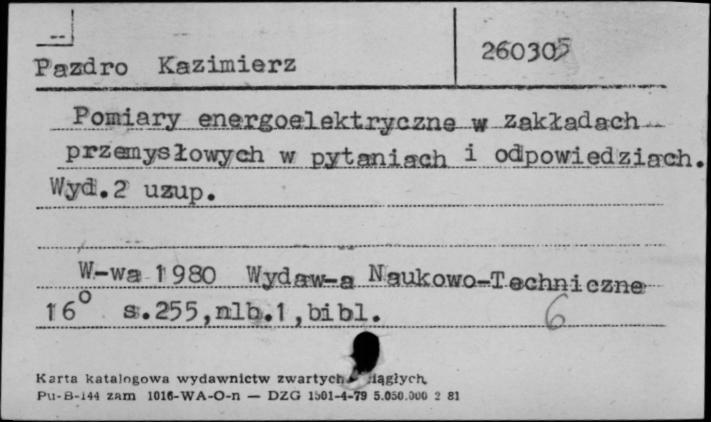 260305
Pazdro Kazimierz
Pomiary energoelektryczne w zakładach
przemysłowych w pytaniach i odpowiedziach.
Wyd.2 uzup.
W-wa 1980 Wydaw-a Naukowo-Techniczne
16° s.255,nlb.1,bibl.
6
Karta katalogowa wydawnictw zwartych ciągłych
Pu-B-144 zam 1016-WA-O-n — DZG 1501-4-79 5.050.000 2 81